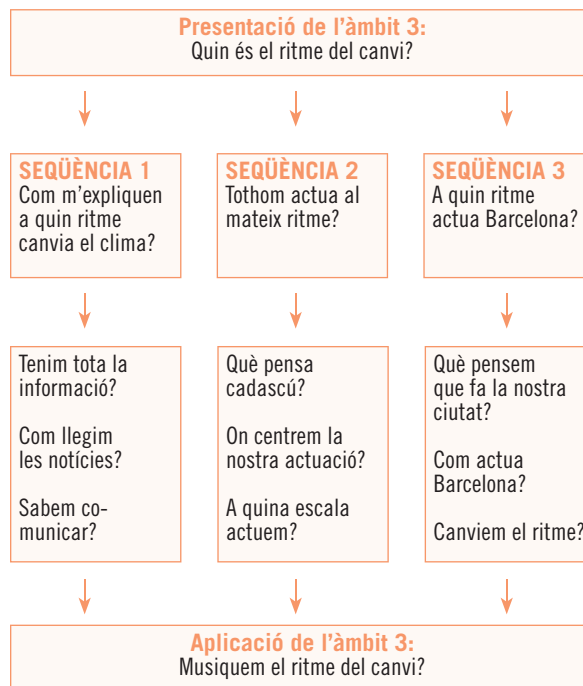 Presentació de l'àmbit 3:
Quin és el ritme del canvi?
SEQÜÈNCIA 1
Com m'expliquen
a quin ritme
canvia el clima?
SEQÜÈNCIA 2
Tothom actua al
mateix ritme?
SEQÜÈNCIA 3
A quin ritme
actua Barcelona?
Tenim tota la
informació?
Com llegim
les notícies?
Sabem co-
municar?
Què pensa
cadascú?
On centrem la
nostra actuació?
A quina escala
actuem?
Què pensem
que fa la nostra
ciutat?
Com actua
Barcelona?
Canviem el ritme?
Aplicació de l'àmbit 3:
Musiquem el ritme del canvi?